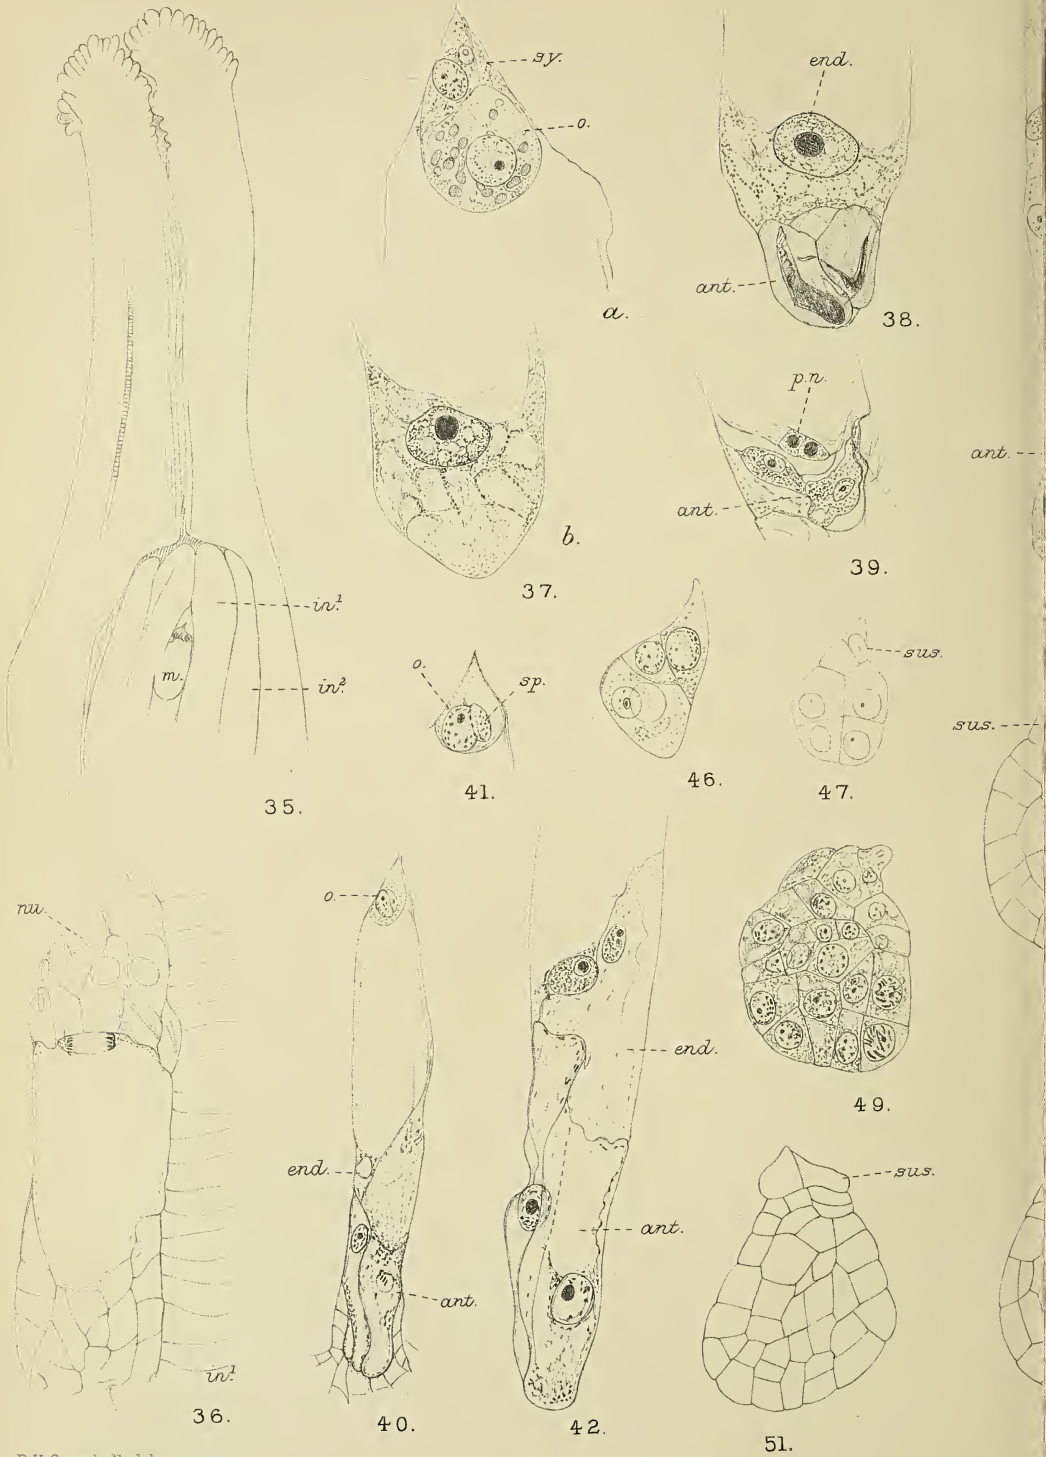 sy.
o.
a.
end.
ant.
38.
b.
37.
p.n.
ant.
39.
ant.
in.1
m.
in.2
35.
o.
sp.
41.
46.
sus.
47.
sus.
nu.
in.1
36.
o.
end.
ant.
40.
end.
ant.
42.
49.
sus.
51.